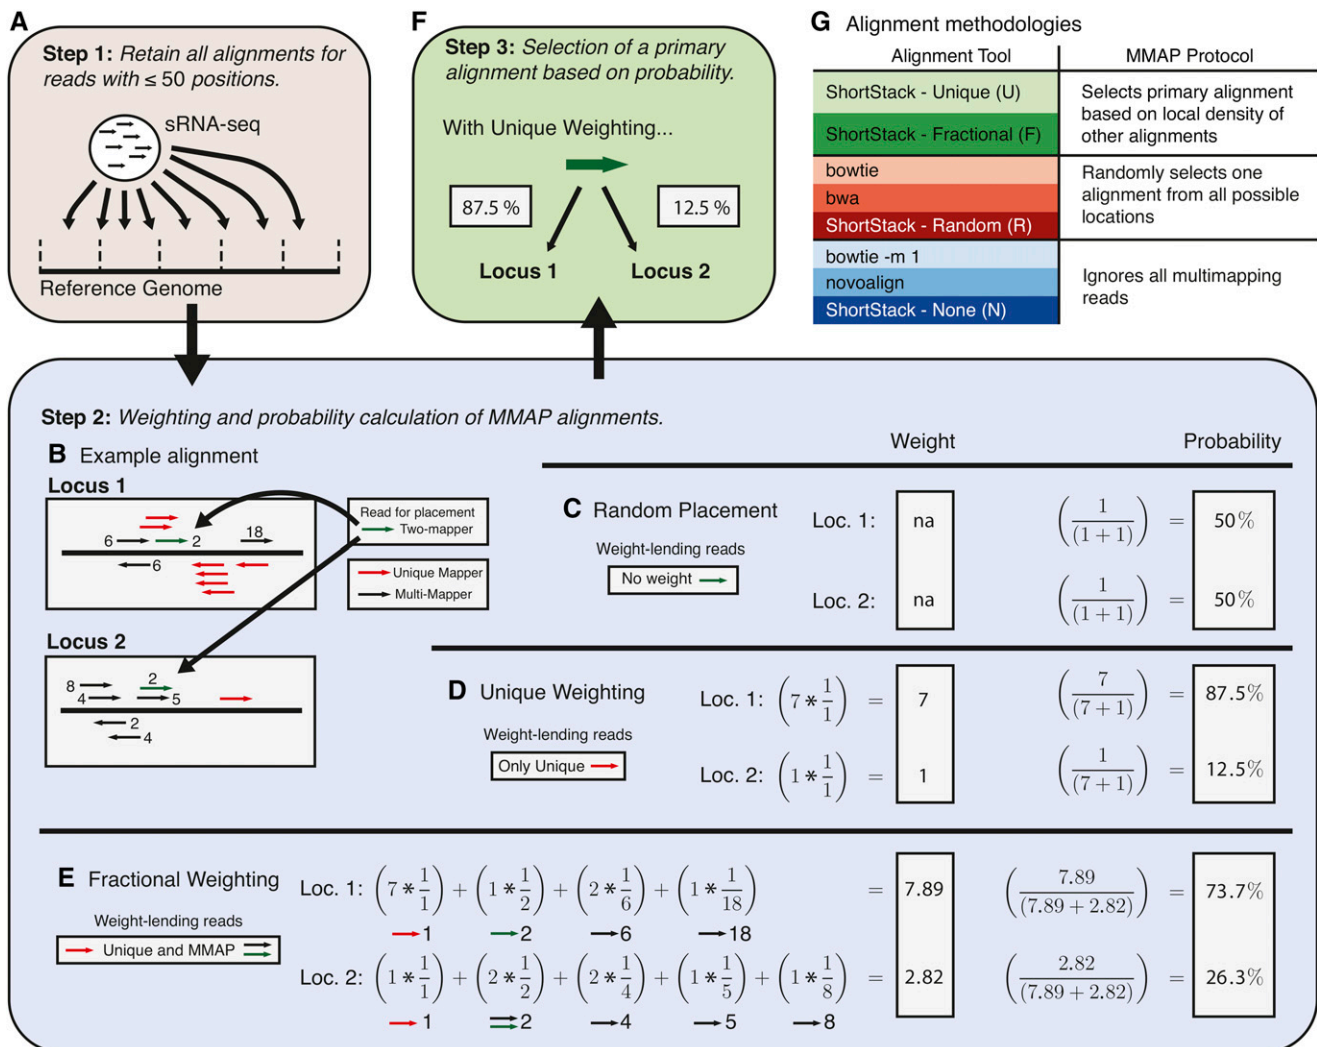 A
Step 1: Retain all alignments for
reads with ≤ 50 positions.
sRNA-seq
Reference Genome
F
Step 3: Selection of a primary
alignment based on probability.
With Unique Weighting...
87.5 %
12.5 %
Locus 1
Locus 2
G Alignment methodologies
Alignment Tool
MMAP Protocol
ShortStack - Unique (U)
ShortStack - Fractional (F)
Selects primary alignment
based on local density of
other alignments
bowtie
bwa
ShortStack - Random (R)
Randomly selects one
alignment from all possible
locations
bowtie -m 1
novoalign
ShortStack - None (N)
Ignores all multimapping
reads
Step 2: Weighting and probability calculation of MMAP alignments.
Weight
Probability
B Example alignment
Locus 1
6
2
18
6
Read for placement
Two-mapper
Unique Mapper
Multi-Mapper
Locus 2
8
2
4
5
2
4
C Random Placement
Weight-lending reads
No weight
Loc. 1: na (1/(1 + 1)) = 50%
Loc. 2: na (1/(1 + 1)) = 50%
D Unique Weighting
Weight-lending reads
Only Unique
Loc. 1: (7 * 1/1) = 7 (7/(7 + 1)) = 87.5%
Loc. 2: (1 * 1/1) = 1 (1/(7 + 1)) = 12.5%
E Fractional Weighting
Weight-lending reads
Unique and MMAP
Loc. 1: (7 * 1/1) + (1 * 1/2) + (2 * 1/6) + (1 * 1/18) = 7.89 (7.89/(7.89 + 2.82)) = 73.7%
1 2 6 18
Loc. 2: (1 * 1/1) + (2 * 1/2) + (2 * 1/4) + (1 * 1/5) + (1 * 1/8) = 2.82 (2.82/(7.89 + 2.82)) = 26.3%
1 2 4 5 8